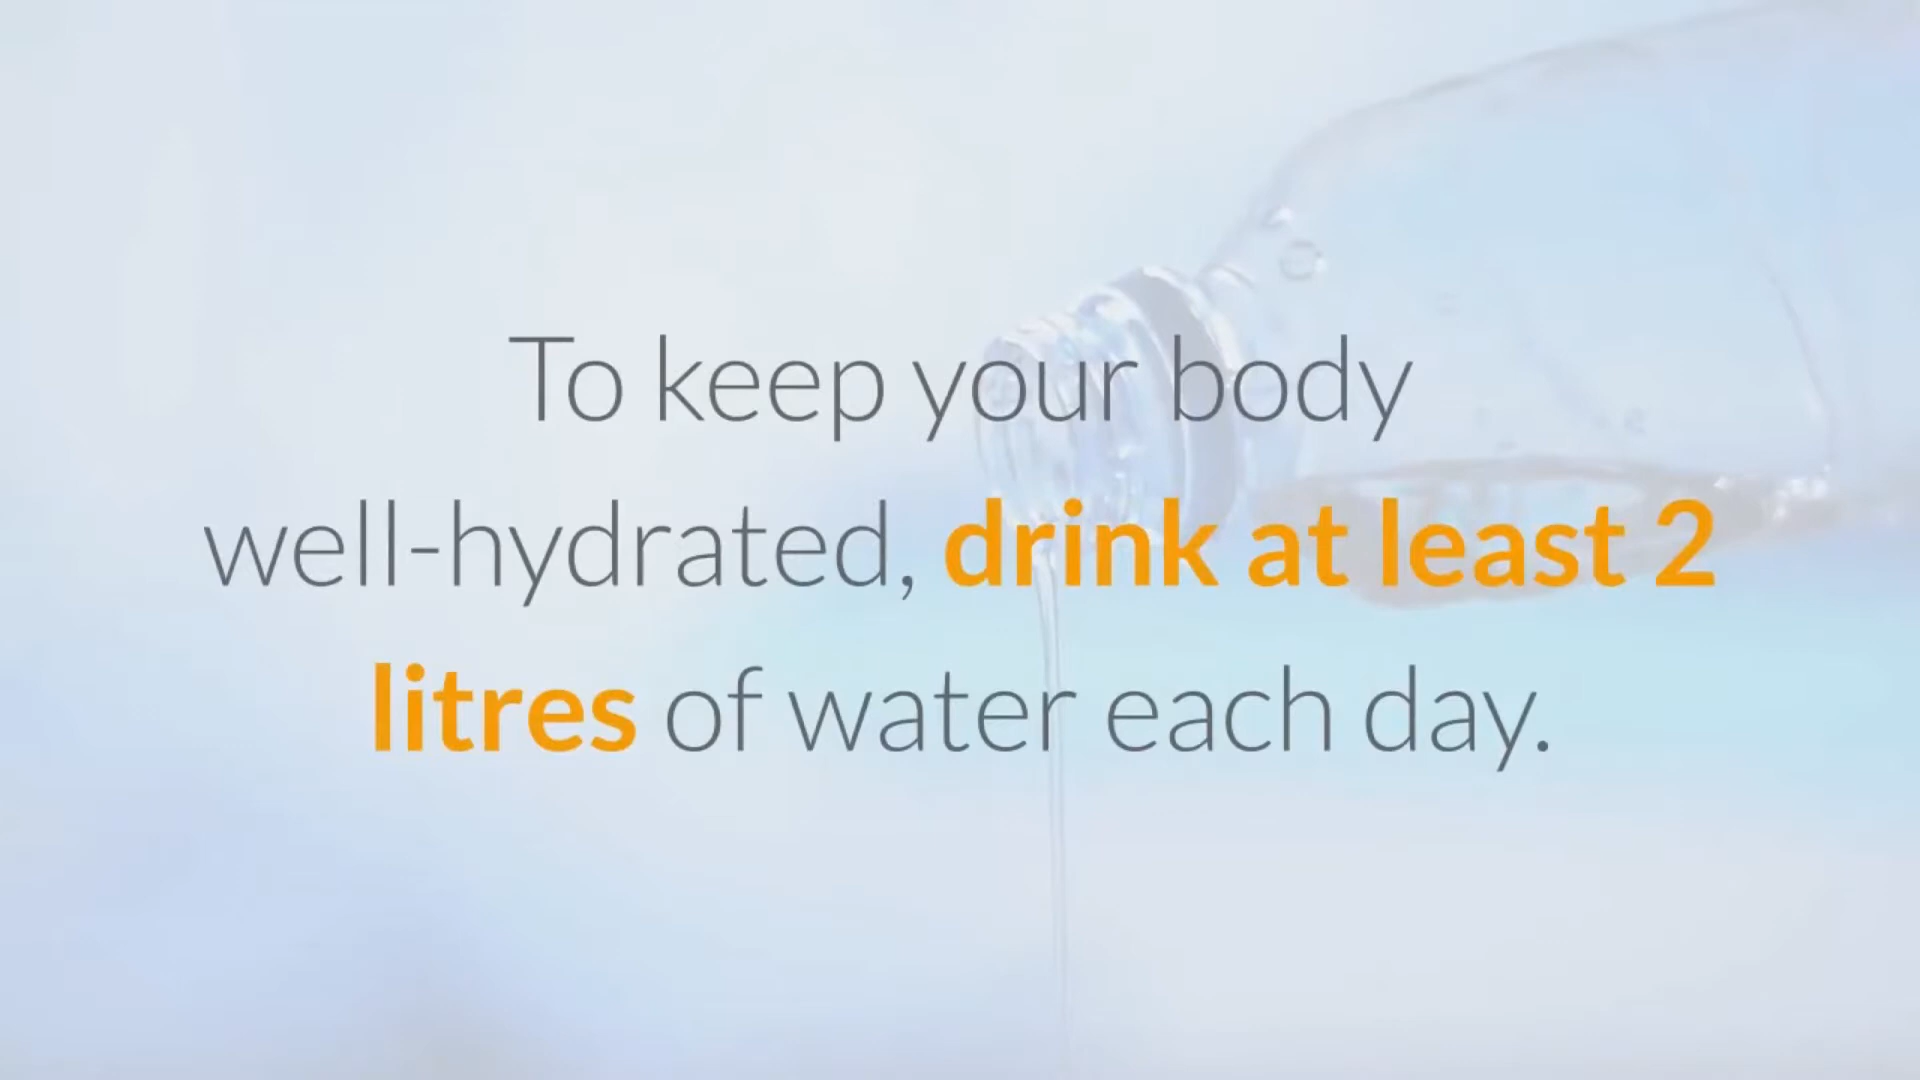 To keep your body
well-hydrated, drink at least 2
litres of water each day.